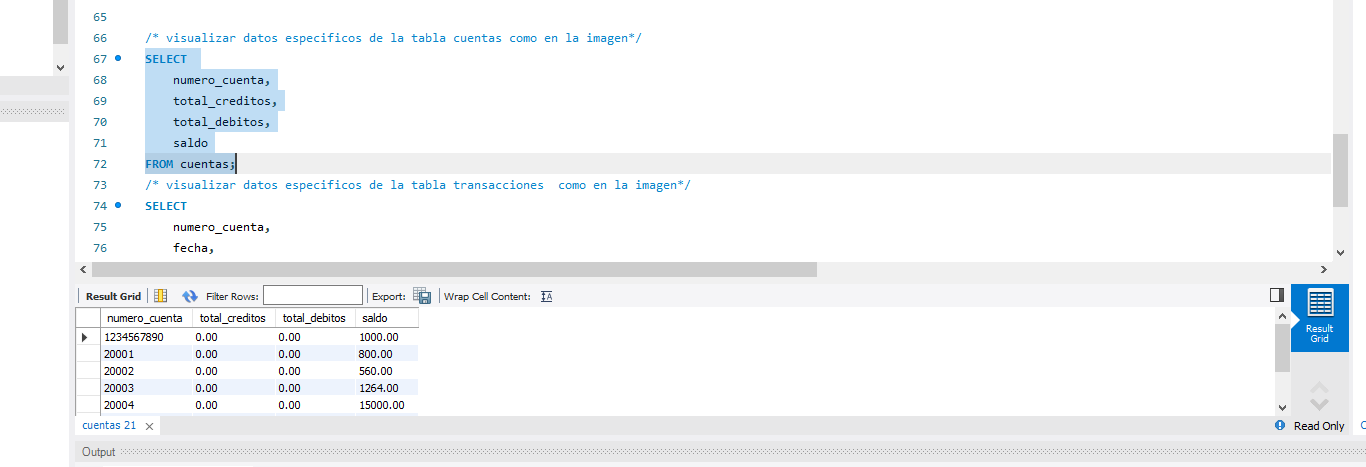 65
66 /* visualizar datos especificos de la tabla cuentas como en la imagen*/
67 SELECT
68 numero_cuenta,
69 total_creditos,
70 total_debitos,
71 saldo
72 FROM cuentas;
73 /* visualizar datos especificos de la tabla transacciones  como en la imagen*/
74 SELECT
75 numero_cuenta,
76 fecha,
Result Grid Filter Rows: Export: Wrap Cell Content: IA
numero_cuenta total_creditos total_debitos saldo
1234567890 0.00 0.00 1000.00
20001 0.00 0.00 800.00
20002 0.00 0.00 560.00
20003 0.00 0.00 1264.00
20004 0.00 0.00 15000.00
Result
Grid
cuentas 21 Read Only
Output